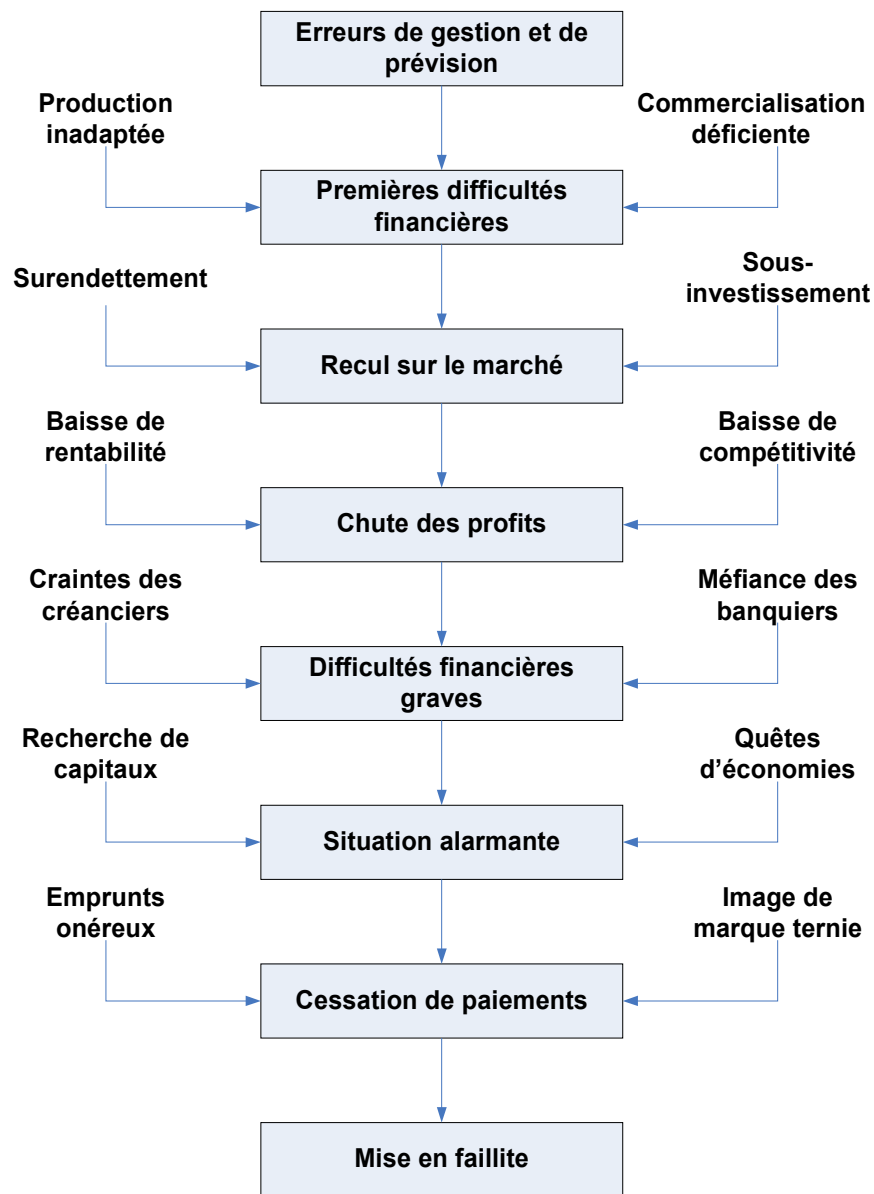 Erreurs de gestion et de
prévision
Production
inadaptée
Commercialisation
déficiente
Premières difficultés
financières
Surendettement
Sous-
investissement
Recul sur le marché
Baisse de
rentabilité
Baisse de
compétitivité
Chute des profits
Craintes des
créanciers
Méfiance des
banquiers
Difficultés financières
graves
Recherche de
capitaux
Quêtes
d’économies
Situation alarmante
Emprunts
onéreux
Image de
marque ternie
Cessation de paiements
Mise en faillite